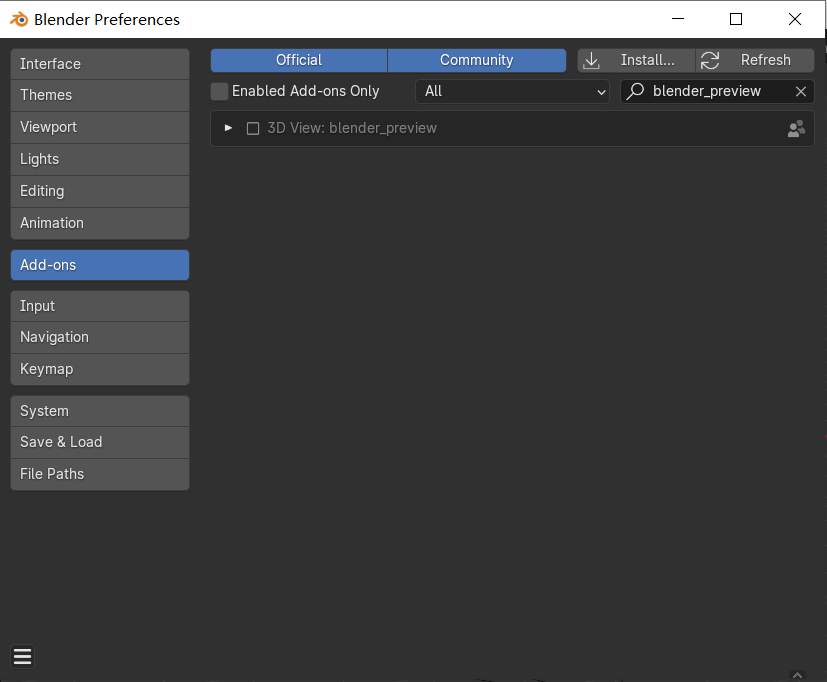 Blender Preferences
Interface
Themes
Viewport
Lights
Editing
Animation
Add-ons
Input
Navigation
Keymap
System
Save & Load
File Paths
Official Community Install... Refresh
Enabled Add-ons Only All blender_preview
3D View: blender_preview